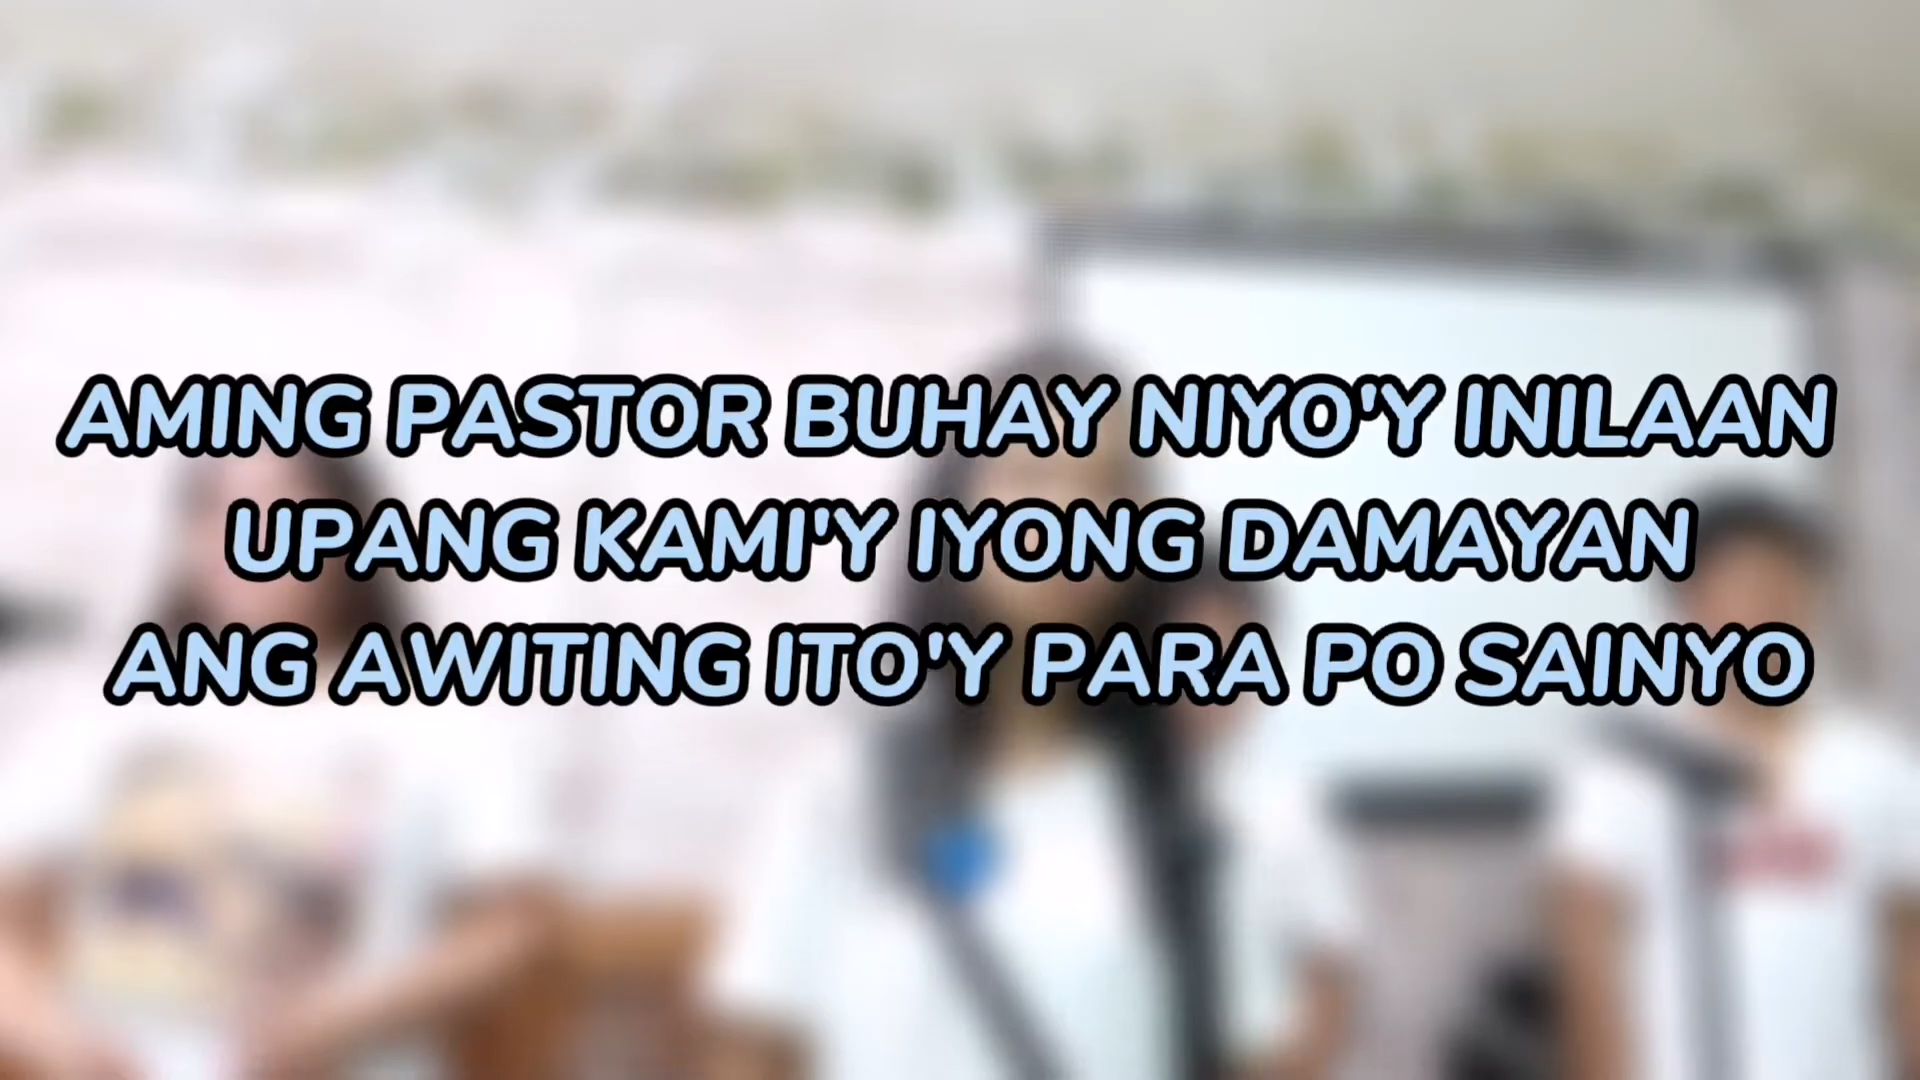 AMING PASTOR BUHAY NIYO'Y INILAAN
UPANG KAMI'Y IYONG DAMAYAN
ANG AWITING ITO'Y PARA PO SAINYO